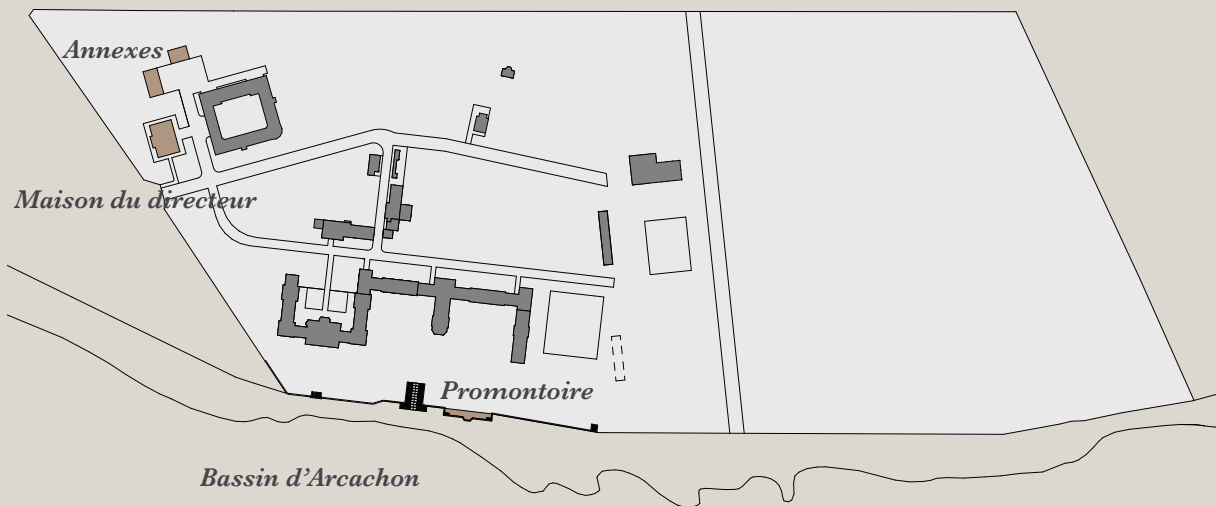 Annexes
Maison du directeur
Promontoire
Bassin d’Arcachon